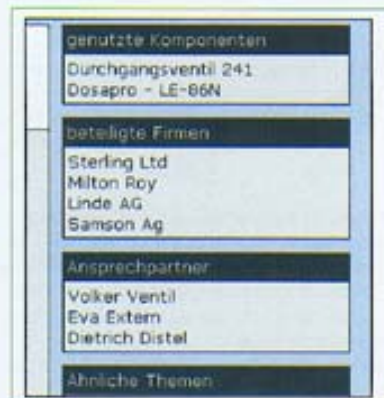 genutzte Komponenten
Durchgangsventil 241
Dosapro - LE-86N
beteiligte Firmen
Sterling Ltd
Milton Roy
Linde AG
Samson Ag
Ansprechpartner
Volker Ventil
Eva Extern
Dietrich Distel
Ähnliche Themen